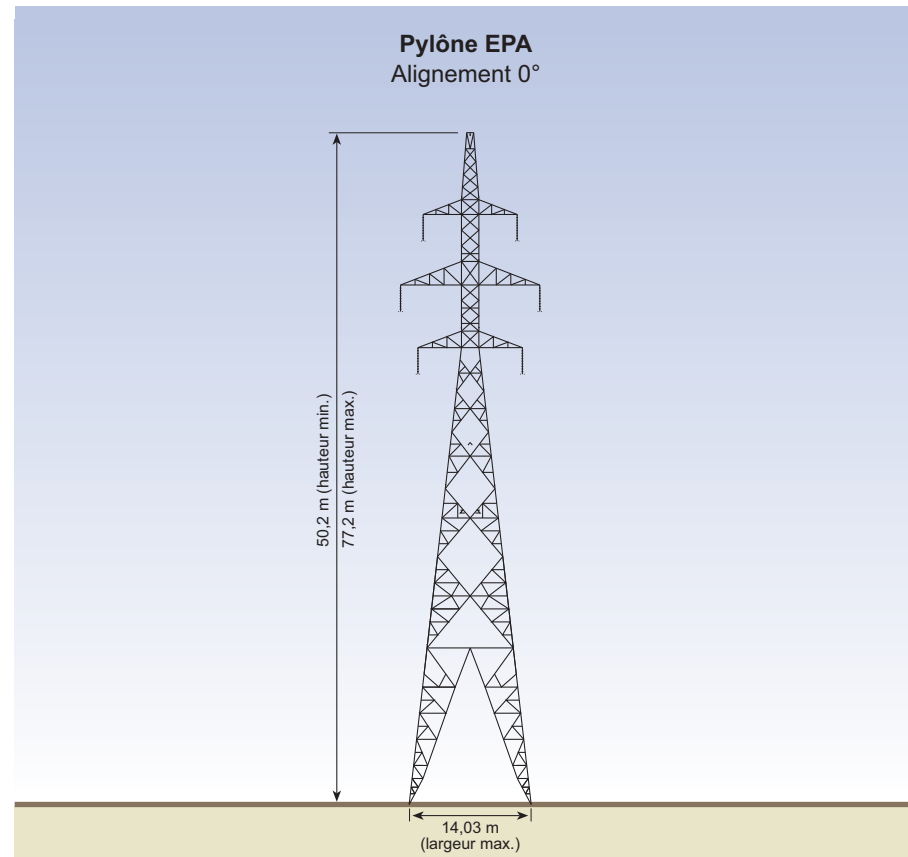 Pylône EPA
Alignement 0°
50,2 m (hauteur min.)
77,2 m (hauteur max.)
14,03 m
(largeur max.)